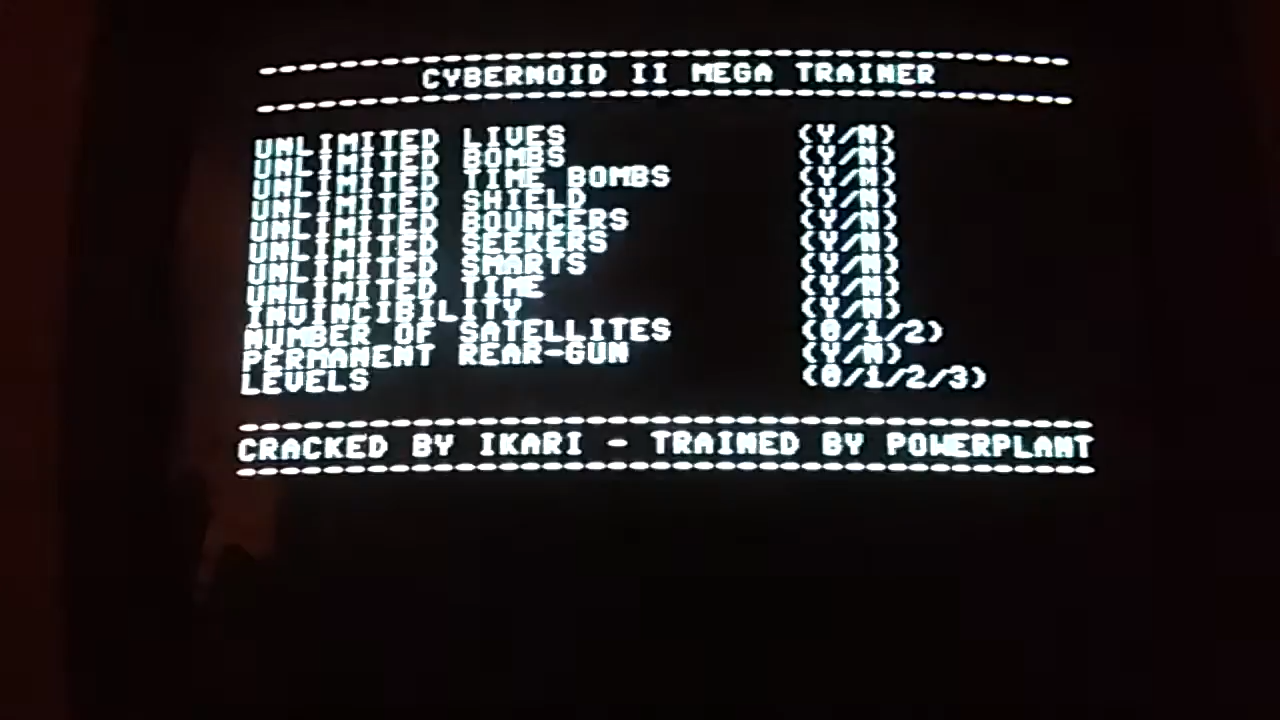 CYBERNOID II MEGA TRAINER
UNLIMITED LIVES (Y/N)
UNLIMITED BOMBS (Y/N)
UNLIMITED TIME BOMBS (Y/N)
UNLIMITED SHIELD (Y/N)
UNLIMITED BOUNCERS (Y/N)
UNLIMITED SEEKERS (Y/N)
UNLIMITED SMARTS (Y/N)
UNLIMITED TIME (Y/N)
INVINCIBILITY (Y/N)
NUMBER OF SATELLITES (0/1/2)
PERMANENT REAR-GUN (Y/N)
LEVELS (0/1/2/3)
CRACKED BY IKARI - TRAINED BY POWERPLANT